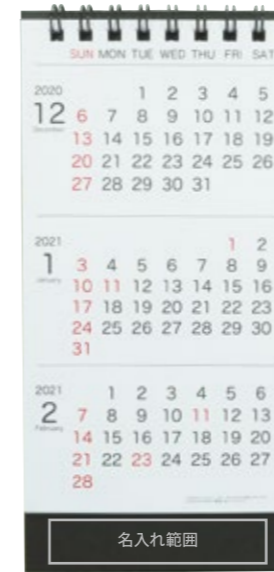 SUN MON TUE WED THU FRI SAT
2020
12
December
1 2 3 4 5
6 7 8 9 10 11 12
13 14 15 16 17 18 19
20 21 22 23 24 25 26
27 28 29 30 31
2021
1
January
1 2
3 4 5 6 7 8 9
10 11 12 13 14 15 16
17 18 19 20 21 22 23
24 25 26 27 28 29 30
31
2021
2
February
1 2 3 4 5 6
7 8 9 10 11 12 13
14 15 16 17 18 19 20
21 22 23 24 25 26 27
28
名入れ範囲